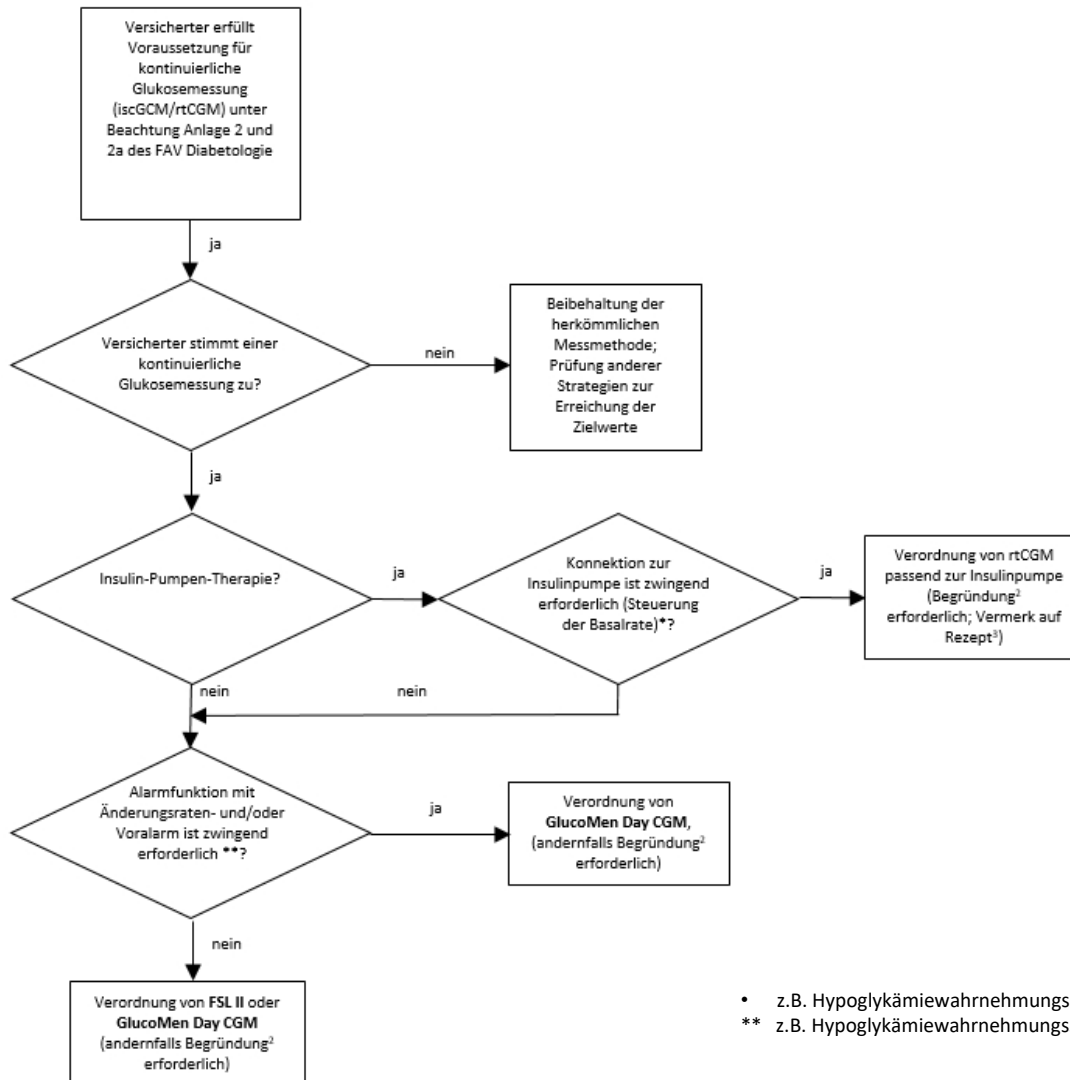 Versicherter erfüllt
Voraussetzung für
kontinuierliche
Glukosemessung
(iscGCM/rtCGM) unter
Beachtung Anlage 2 und
2a des FAV Diabetologie
ja
Versicherter stimmt einer
kontinuierliche
Glukosemessung zu?
nein
Beibehaltung der
herkömmlichen
Messmethode;
Prüfung anderer
Strategien zur
Erreichung der
Zielwerte
ja
Insulin-Pumpen-Therapie?
ja
Konnektion zur
Insulinpumpe ist zwingend
erforderlich (Steuerung
der Basalrate)*?
ja
Verordnung von rtCGM
passend zur Insulinpumpe
(Begründung²
erforderlich; Vermerk auf
Rezept³)
nein
nein
Alarmfunktion mit
Änderungsraten- und/oder
Voralarm ist zwingend
erforderlich **?
ja
Verordnung von
GlucoMen Day CGM,
(andernfalls Begründung²
erforderlich)
nein
Verordnung von FSL II oder
GlucoMen Day CGM
(andernfalls Begründung²
erforderlich)
• z.B. Hypoglykämiewahrnehmungs
** z.B. Hypoglykämiewahrnehmungs